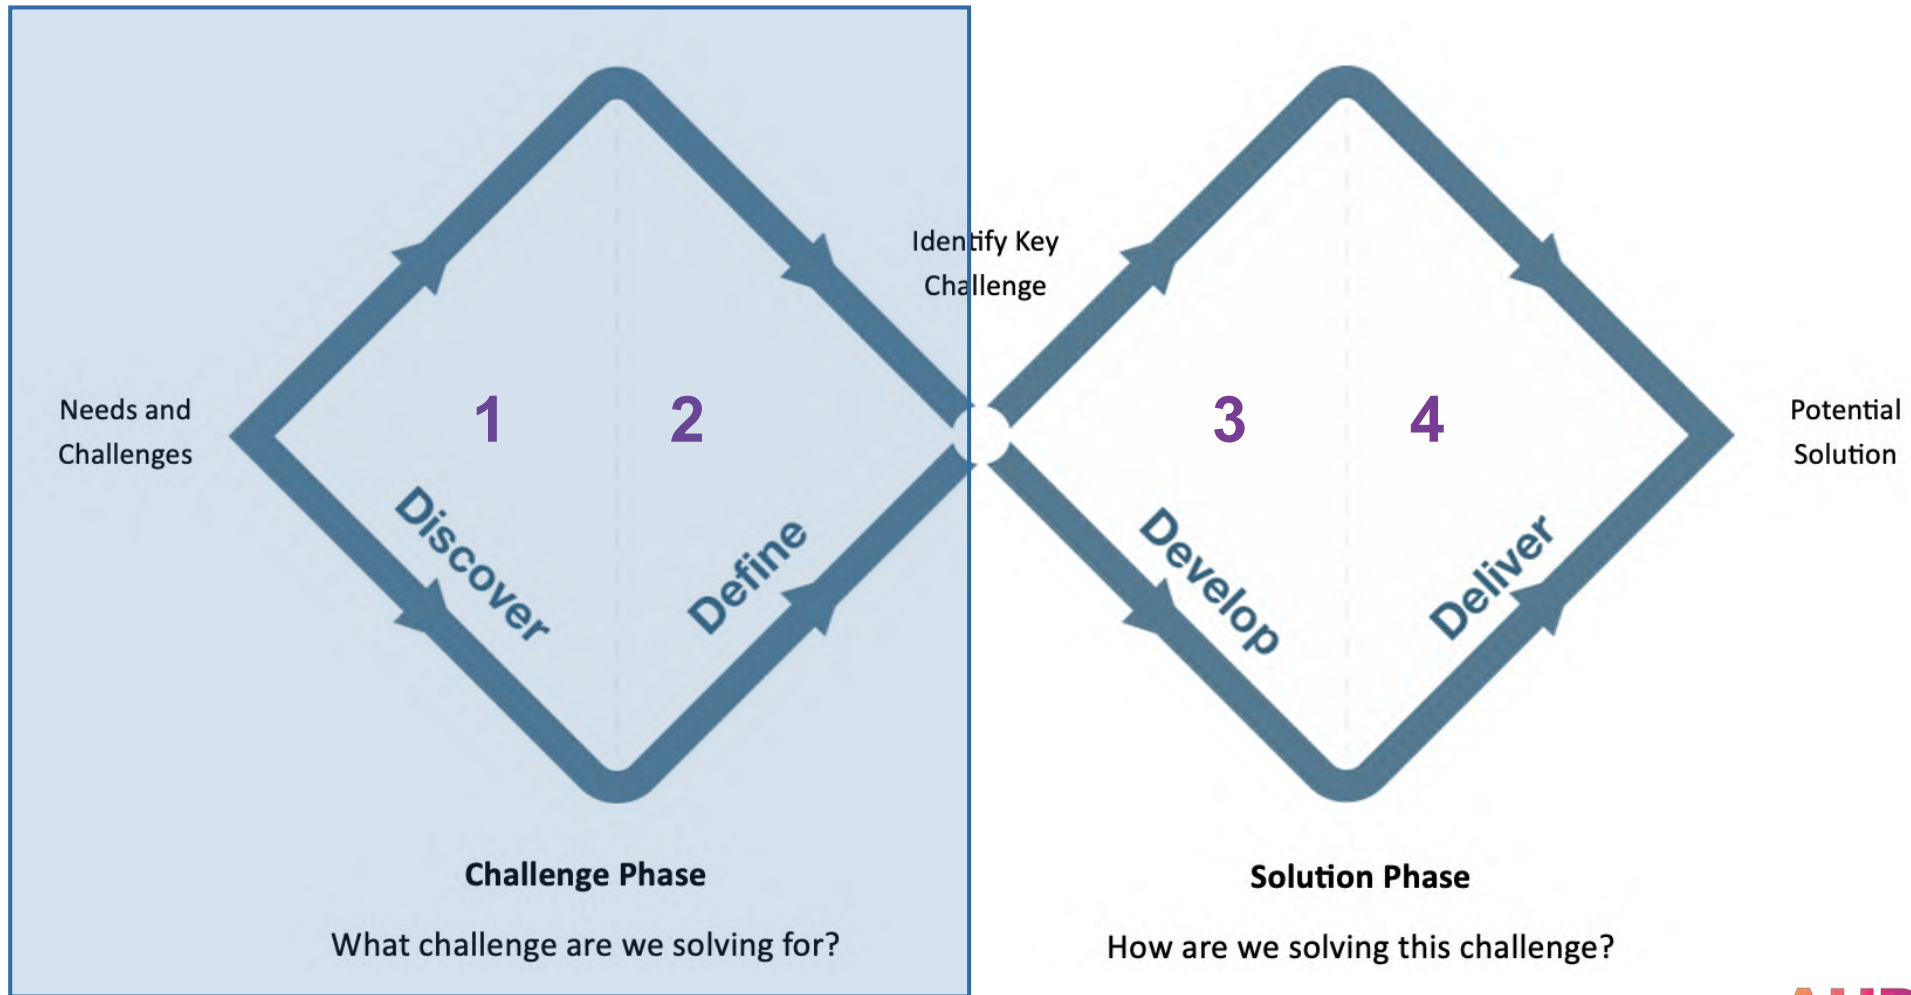 Identify Key
Challenge
Needs and
Challenges
1
2
3
4
Potential
Solution
Discover
Define
Develop
Deliver
Challenge Phase
Solution Phase
What challenge are we solving for?
How are we solving this challenge?